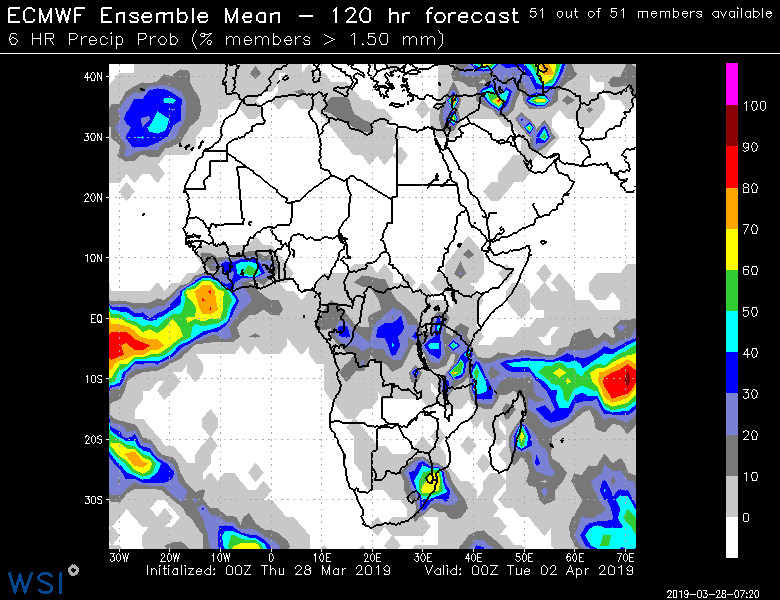 ECMWF Ensemble Mean – 120 hr forecast 51 out of 51 members available
6 HR Precip Prob (% members > 1.50 mm)
40N
30N
20N
10N
EQ
10S
20S
30S
30W 20W 10W 0 10E 20E 30E 40E 50E 60E 70E
100
90
80
70
60
50
40
30
20
10
0
Initialized: 00Z Thu 28 Mar 2019 Valid: 00Z Tue 02 Apr 2019
WSI
2019-03-28-07:20